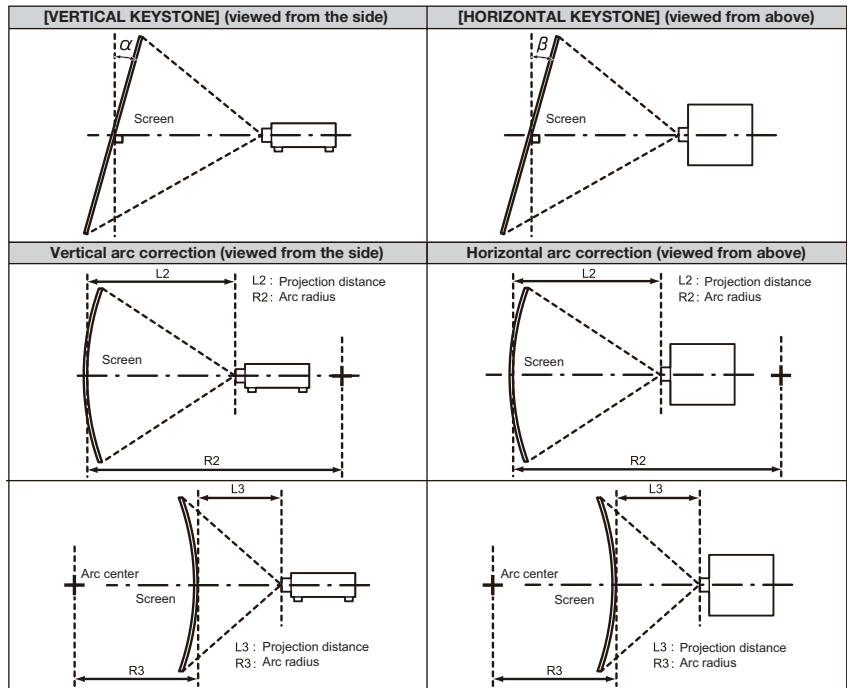 [VERTICAL KEYSTONE] (viewed from the side)
[HORIZONTAL KEYSTONE] (viewed from above)
α
Screen
β
Screen
Vertical arc correction (viewed from the side)
Horizontal arc correction (viewed from above)
L2
L2 : Projection distance
R2 : Arc radius
Screen
R2
L2
L2 : Projection distance
R2 : Arc radius
Screen
R2
L3
Arc center
Screen
L3 : Projection distance
R3 : Arc radius
R3
L3
Arc center
Screen
L3 : Projection distance
R3 : Arc radius
R3